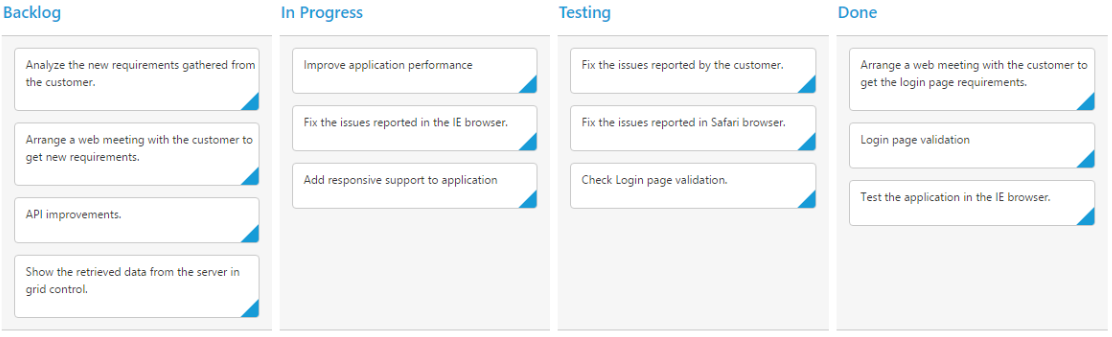 Backlog
Analyze the new requirements gathered from
the customer.
Arrange a web meeting with the customer to
get new requirements.
API improvements.
Show the retrieved data from the server in
grid control.
In Progress
Improve application performance
Fix the issues reported in the IE browser.
Add responsive support to application
Testing
Fix the issues reported by the customer.
Fix the issues reported in Safari browser.
Check Login page validation.
Done
Arrange a web meeting with the customer to
get the login page requirements.
Login page validation
Test the application in the IE browser.